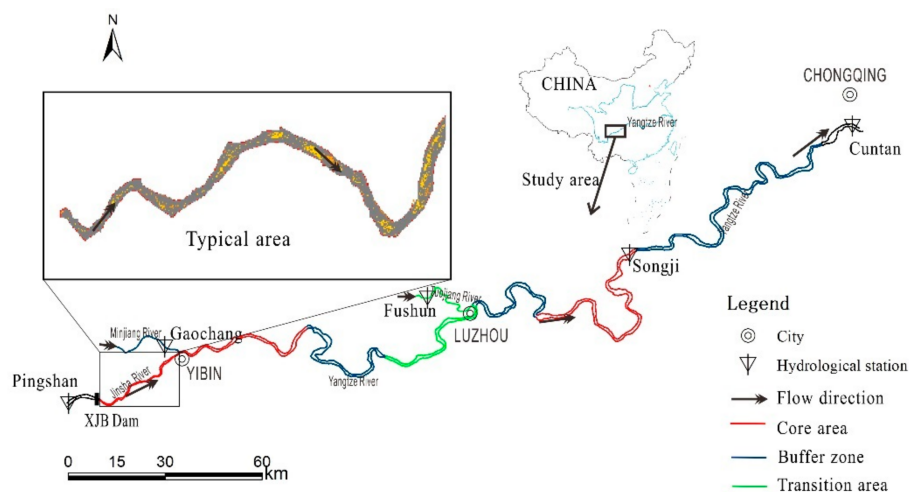 N
CHINA
Yangtze River
Study area
CHONGQING
Cuntan
Typical area
Yangtze River
Songji
Fushun
LUZHOU
Minjiang River
Gaochang
YIBIN
Yangtze River
Jinsha River
Pingshan
XJB Dam
0 15 30 60
km
Legend
City
Hydrological station
Flow direction
Core area
Buffer zone
Transition area